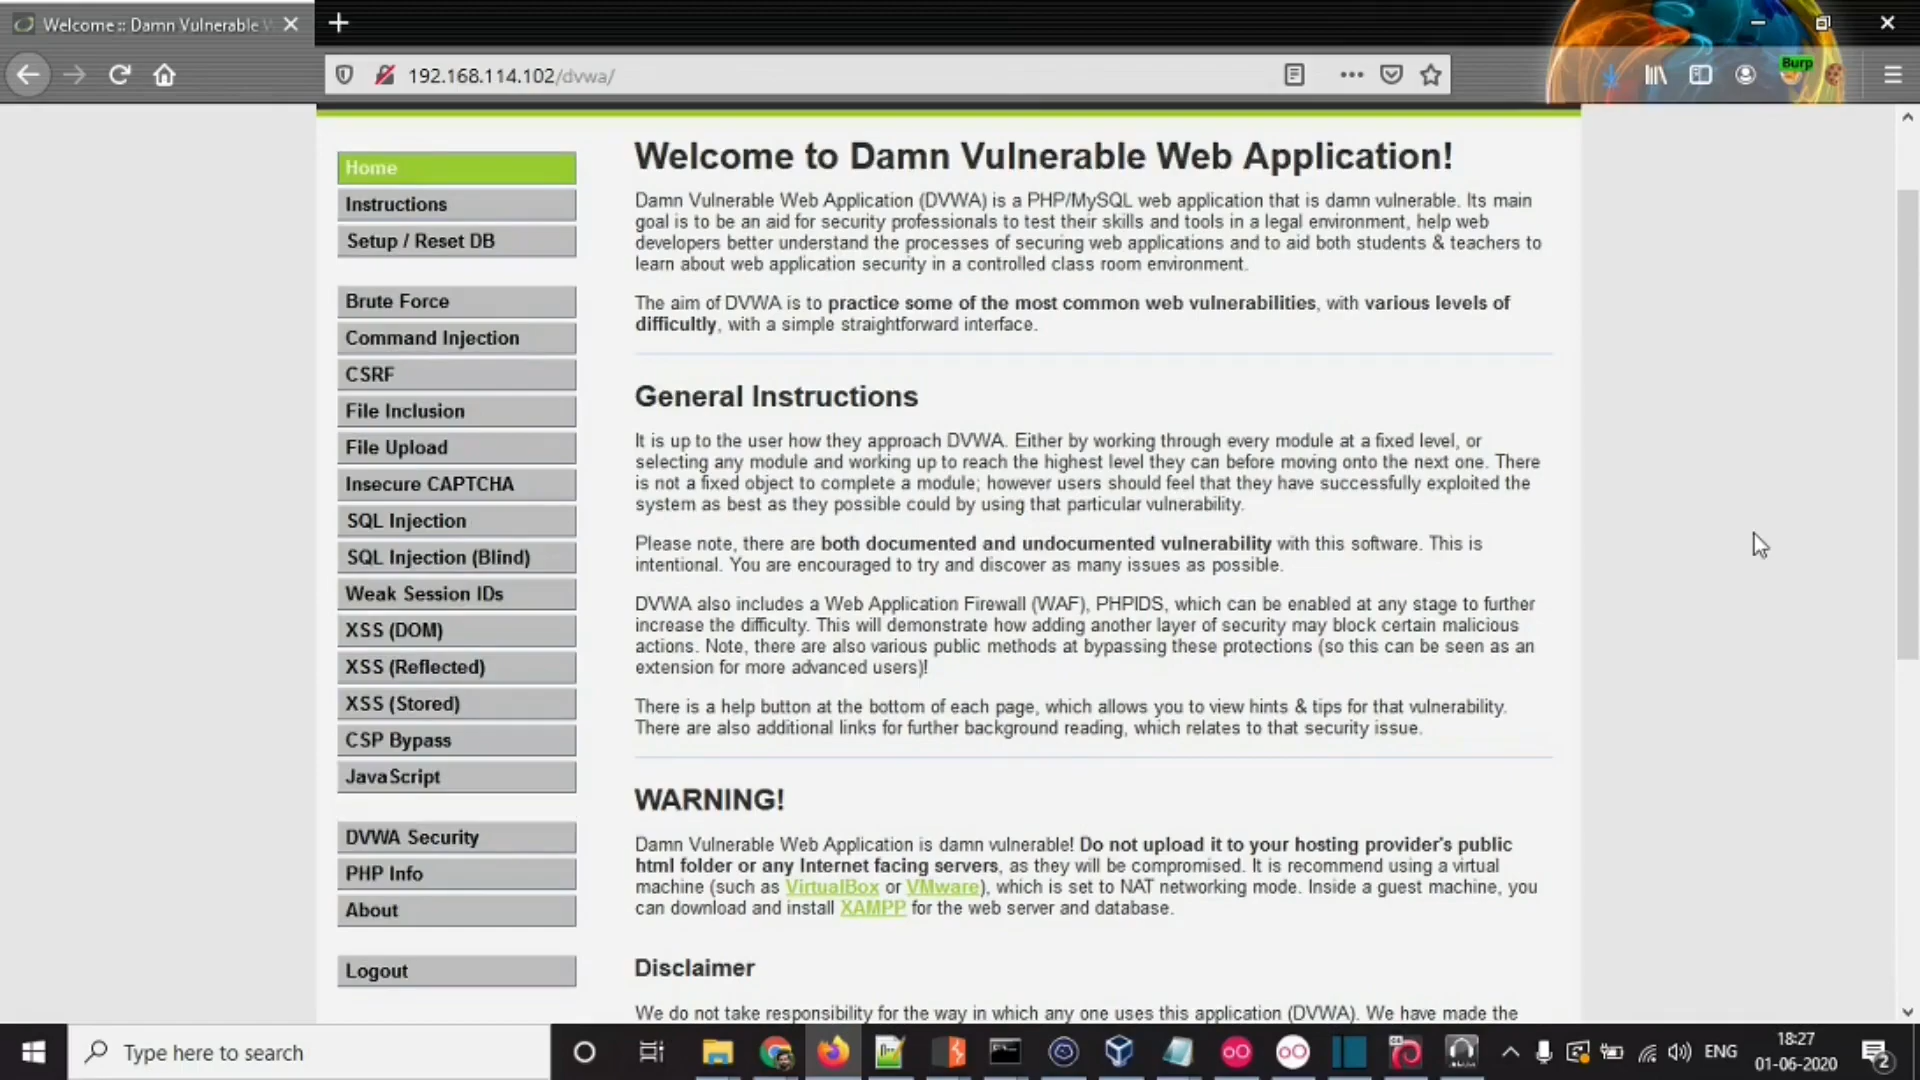 Welcome :: Damn Vulnerable W
192.168.114.102/dvwa/
Burp
Home
Instructions
Setup / Reset DB
Brute Force
Command Injection
CSRF
File Inclusion
File Upload
Insecure CAPTCHA
SQL Injection
SQL Injection (Blind)
Weak Session IDs
XSS (DOM)
XSS (Reflected)
XSS (Stored)
CSP Bypass
JavaScript
DVWA Security
PHP Info
About
Logout
Welcome to Damn Vulnerable Web Application!
Damn Vulnerable Web Application (DVWA) is a PHP/MySQL web application that is damn vulnerable. Its main
goal is to be an aid for security professionals to test their skills and tools in a legal environment, help web
developers better understand the processes of securing web applications and to aid both students & teachers to
learn about web application security in a controlled class room environment.
The aim of DVWA is to practice some of the most common web vulnerabilities, with various levels of
difficultly, with a simple straightforward interface.
General Instructions
It is up to the user how they approach DVWA. Either by working through every module at a fixed level, or
selecting any module and working up to reach the highest level they can before moving onto the next one. There
is not a fixed object to complete a module; however users should feel that they have successfully exploited the
system as best as they possible could by using that particular vulnerability.
Please note, there are both documented and undocumented vulnerability with this software. This is
intentional. You are encouraged to try and discover as many issues as possible.
DVWA also includes a Web Application Firewall (WAF), PHPIDS, which can be enabled at any stage to further
increase the difficulty. This will demonstrate how adding another layer of security may block certain malicious
actions. Note, there are also various public methods at bypassing these protections (so this can be seen as an
extension for more advanced users)!
There is a help button at the bottom of each page, which allows you to view hints & tips for that vulnerability.
There are also additional links for further background reading, which relates to that security issue.
WARNING!
Damn Vulnerable Web Application is damn vulnerable! Do not upload it to your hosting provider's public
html folder or any Internet facing servers, as they will be compromised. It is recommend using a virtual
machine (such as VirtualBox or VMware), which is set to NAT networking mode. Inside a guest machine, you
can download and install XAMPP for the web server and database.
Disclaimer
We do not take responsibility for the way in which any one uses this application (DVWA). We have made the
Type here to search
ENG
18:27
01-06-2020
2